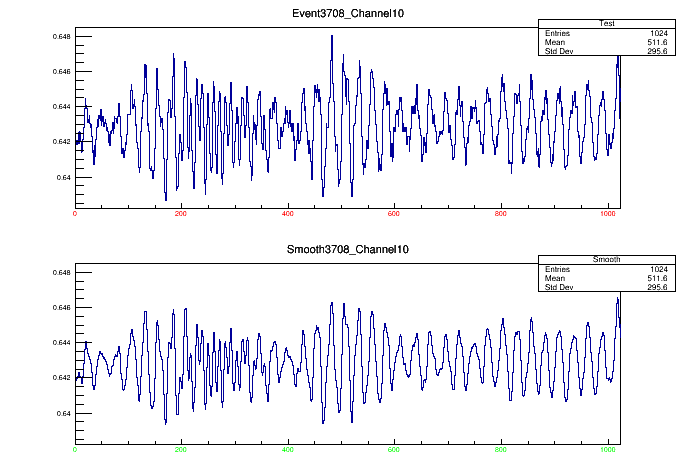 Event3708_Channel10
Test
Entries 1024
Mean 511.6
Std Dev 295.6
0.648
0.646
0.644
0.642
0.64
0 200 400 600 800 1000
Smooth3708_Channel10
Smooth
Entries 1024
Mean 511.6
Std Dev 295.6
0.648
0.646
0.644
0.642
0.64
0 200 400 600 800 1000